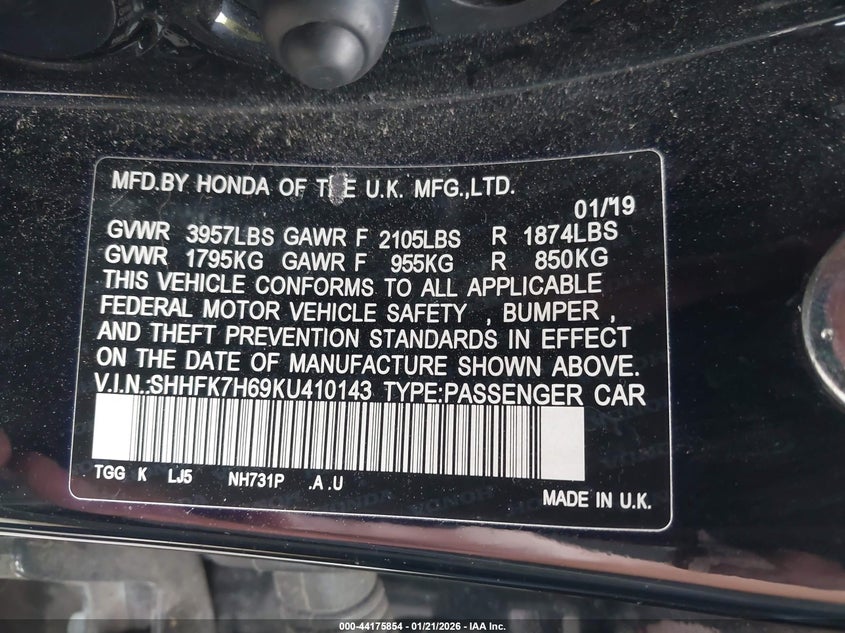 MFD.BY HONDA OF THE U.K. MFG.,LTD.
01/19
GVWR 3957LBS GAWR F 2105LBS R 1874LBS
GVWR 1795KG GAWR F 955KG R 850KG
THIS VEHICLE CONFORMS TO ALL APPLICABLE
FEDERAL MOTOR VEHICLE SAFETY , BUMPER ,
AND THEFT PREVENTION STANDARDS IN EFFECT
ON THE DATE OF MANUFACTURE SHOWN ABOVE.
V.I.N.:SHHFK7H69KU410143 TYPE:PASSENGER CAR
TGG K LJ5 NH731P .A .U
MADE IN U.K.
000-44175854 | 01/21/2026 - IAA Inc.